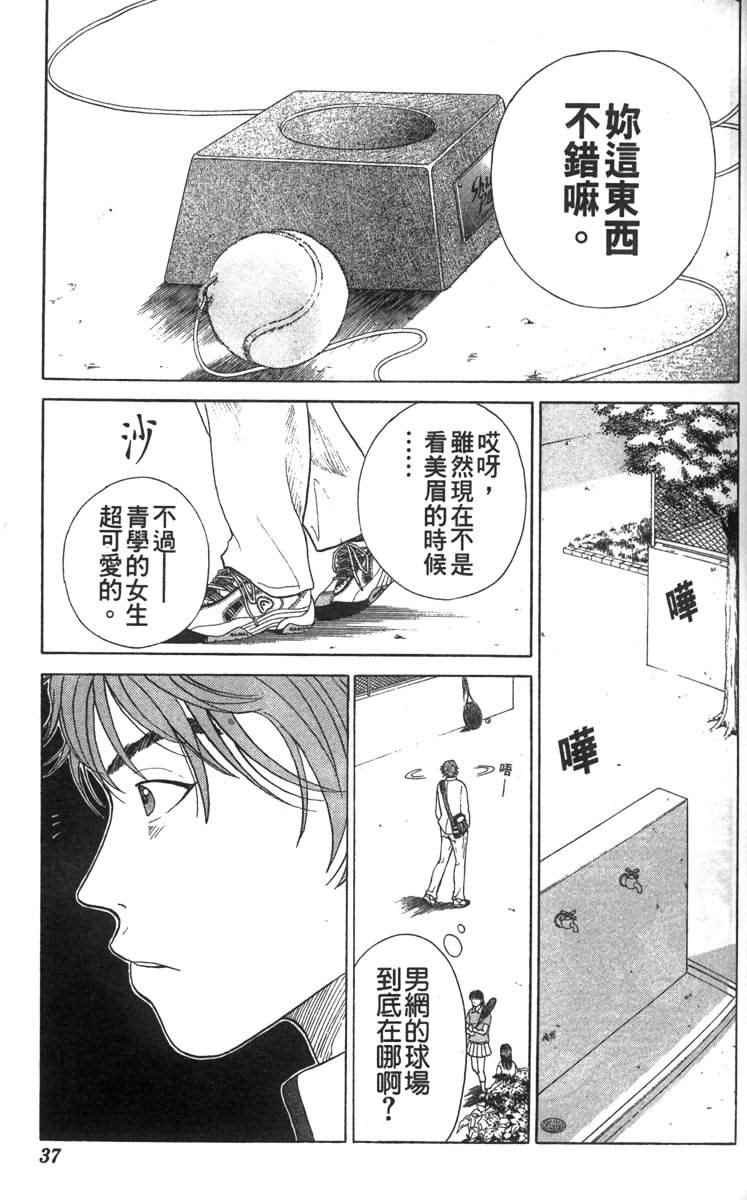 妳這東西
不錯嘛。
嘩
嘩
哎呀，
雖然現在不是
看美眉的時候
……
沙
不過──
青學的女生
超可愛的。
唔─
男網的球場
到底在哪啊？
37